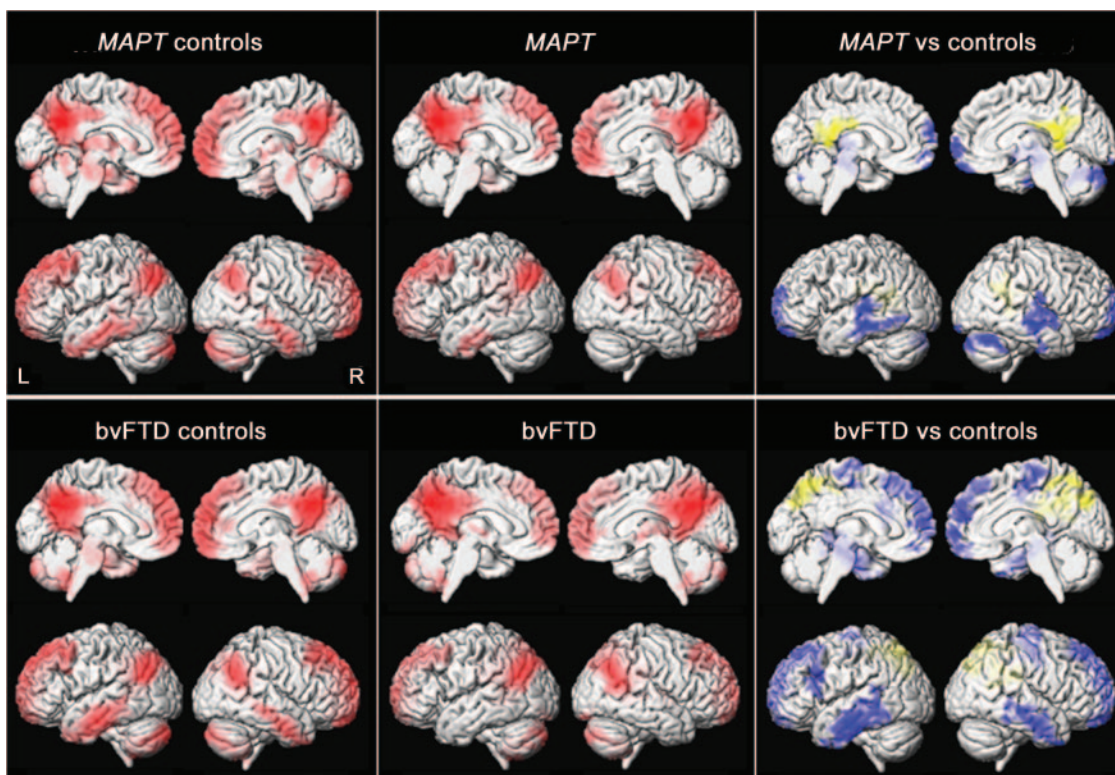 MAPT controls
MAPT
MAPT vs controls
L
R
bvFTD controls
bvFTD
bvFTD vs controls